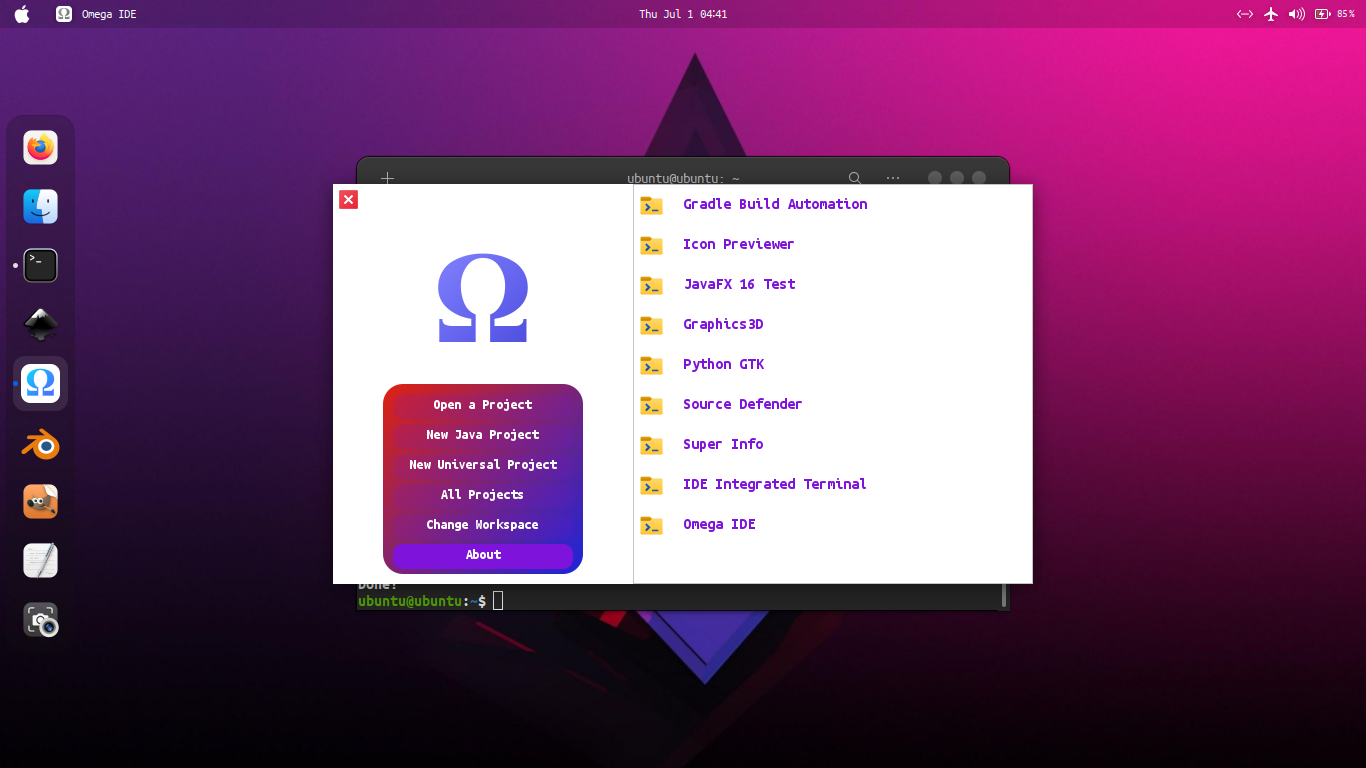 Omega IDE
Thu Jul 1 04:41
85%
ubuntu@ubuntu: ~
Ω
Open a Project
New Java Project
New Universal Project
All Projects
Change Workspace
About
Gradle Build Automation
Icon Previewer
JavaFX 16 Test
Graphics3D
Python GTK
Source Defender
Super Info
IDE Integrated Terminal
Omega IDE
Done!
ubuntu@ubuntu:~$